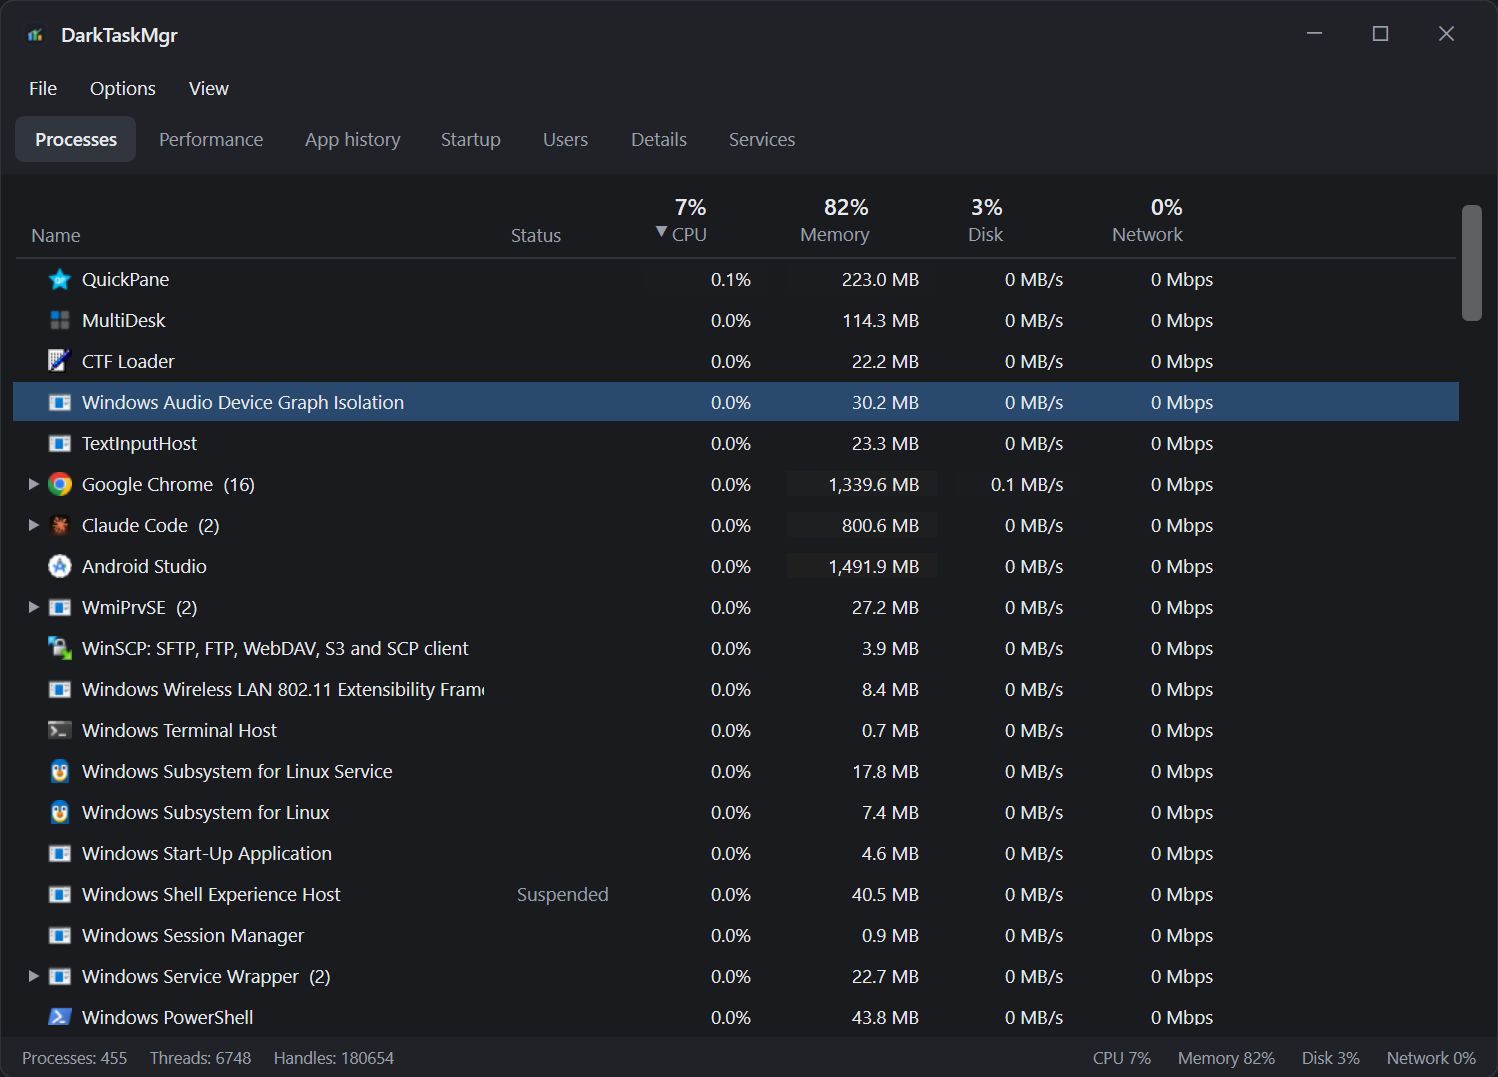 DarkTaskMgr
File Options View
Processes Performance App history Startup Users Details Services
7% 82% 3% 0%
Name Status ▼ CPU Memory Disk Network
QuickPane 0.1% 223.0 MB 0 MB/s 0 Mbps
MultiDesk 0.0% 114.3 MB 0 MB/s 0 Mbps
CTF Loader 0.0% 22.2 MB 0 MB/s 0 Mbps
Windows Audio Device Graph Isolation 0.0% 30.2 MB 0 MB/s 0 Mbps
TextInputHost 0.0% 23.3 MB 0 MB/s 0 Mbps
Google Chrome (16) 0.0% 1,339.6 MB 0.1 MB/s 0 Mbps
Claude Code (2) 0.0% 800.6 MB 0 MB/s 0 Mbps
Android Studio 0.0% 1,491.9 MB 0 MB/s 0 Mbps
WmiPrvSE (2) 0.0% 27.2 MB 0 MB/s 0 Mbps
WinSCP: SFTP, FTP, WebDAV, S3 and SCP client 0.0% 3.9 MB 0 MB/s 0 Mbps
Windows Wireless LAN 802.11 Extensibility Frame 0.0% 8.4 MB 0 MB/s 0 Mbps
Windows Terminal Host 0.0% 0.7 MB 0 MB/s 0 Mbps
Windows Subsystem for Linux Service 0.0% 17.8 MB 0 MB/s 0 Mbps
Windows Subsystem for Linux 0.0% 7.4 MB 0 MB/s 0 Mbps
Windows Start-Up Application 0.0% 4.6 MB 0 MB/s 0 Mbps
Windows Shell Experience Host Suspended 0.0% 40.5 MB 0 MB/s 0 Mbps
Windows Session Manager 0.0% 0.9 MB 0 MB/s 0 Mbps
Windows Service Wrapper (2) 0.0% 22.7 MB 0 MB/s 0 Mbps
Windows PowerShell 0.0% 43.8 MB 0 MB/s 0 Mbps
Processes: 455 Threads: 6748 Handles: 180654 CPU 7% Memory 82% Disk 3% Network 0%